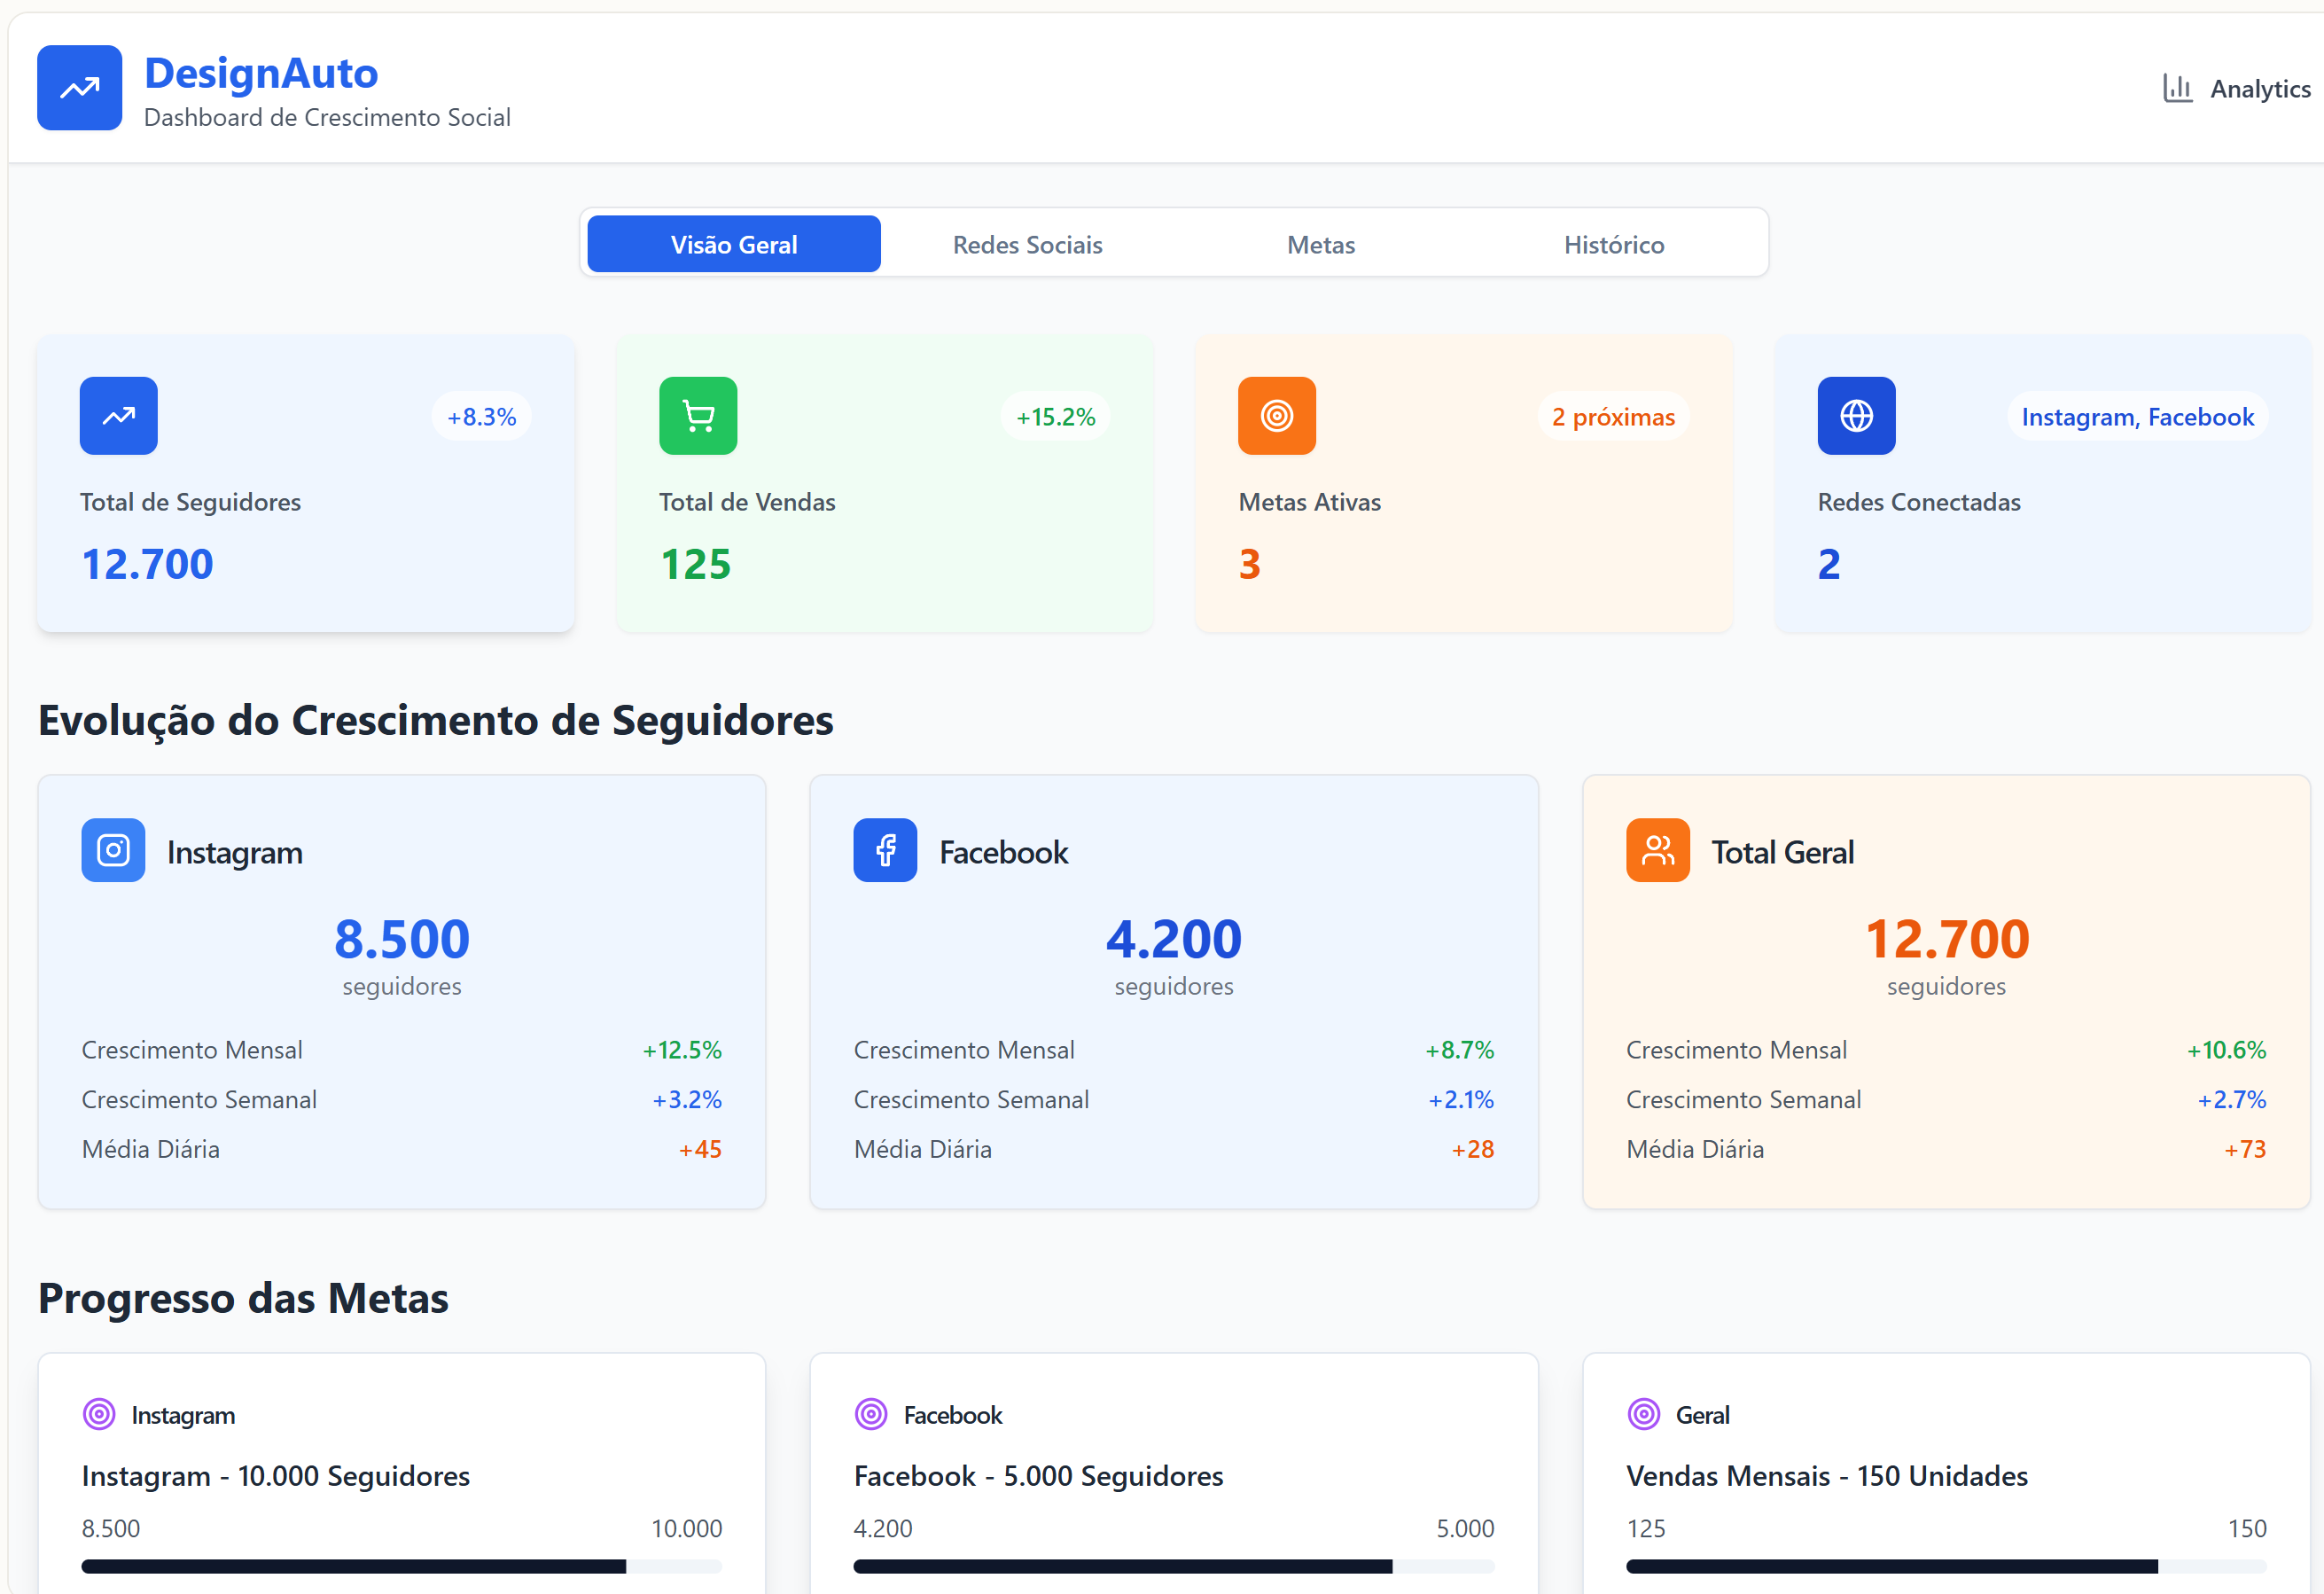 DesignAuto
Dashboard de Crescimento Social
Analytics
Visão Geral
Redes Sociais
Metas
Histórico
+8.3%
Total de Seguidores
12.700
+15.2%
Total de Vendas
125
2 próximas
Metas Ativas
3
Instagram, Facebook
Redes Conectadas
2
Evolução do Crescimento de Seguidores
Instagram
8.500
seguidores
Crescimento Mensal +12.5%
Crescimento Semanal +3.2%
Média Diária +45
Facebook
4.200
seguidores
Crescimento Mensal +8.7%
Crescimento Semanal +2.1%
Média Diária +28
Total Geral
12.700
seguidores
Crescimento Mensal +10.6%
Crescimento Semanal +2.7%
Média Diária +73
Progresso das Metas
Instagram
Instagram - 10.000 Seguidores
8.500 10.000
Facebook
Facebook - 5.000 Seguidores
4.200 5.000
Geral
Vendas Mensais - 150 Unidades
125 150